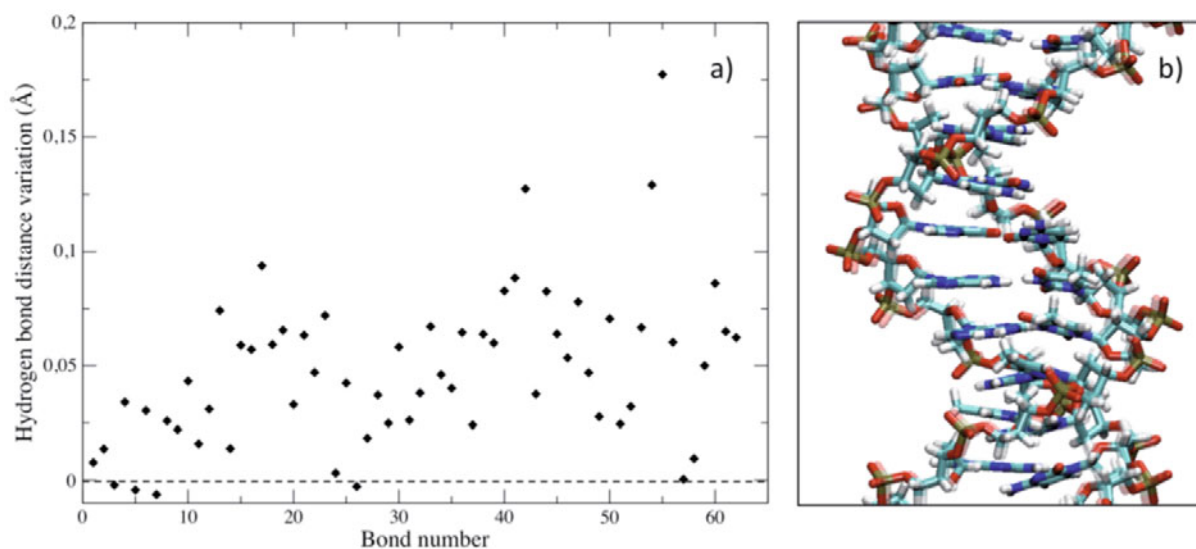 0,2
0,15
0,1
0,05
0
Hydrogen bond distance variation (Å)
a)
0 10 20 30 40 50 60
Bond number
b)